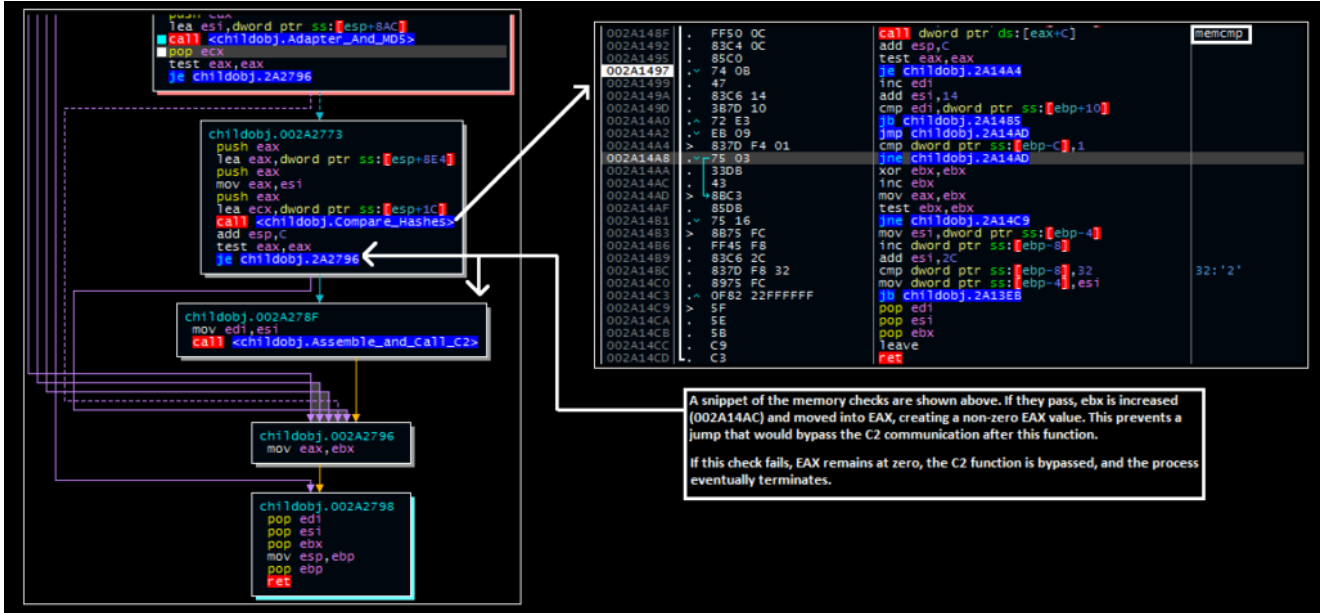 push eax
lea esi,dword ptr ss:[esp+8AC]
call <childobj.Adapter_And_MD5>
pop ecx
test eax,eax
je childobj.2A2796
childobj.002A2773
push eax
lea eax,dword ptr ss:[esp+8E4]
push eax
mov eax,esi
push eax
lea ecx,dword ptr ss:[esp+1C]
call <childobj.Compare_Hashes>
add esp,C
test eax,eax
je childobj.2A2796
childobj.002A278F
mov edi,esi
call <childobj.Assemble_and_Call_C2>
childobj.002A2796
mov eax,ebx
childobj.002A2798
pop edi
pop esi
pop ebx
mov esp,ebp
pop ebp
ret
002A148F . FF50 0C call dword ptr ds:[eax+C] memcmp
002A1492 . 83C4 0C add esp,C
002A1495 . 85C0 test eax,eax
002A1497 . 74 0B je childobj.2A14A4
002A1499 . 47 inc edi
002A149A . 83C6 14 add esi,14
002A149D . 3B7D 10 cmp edi,dword ptr ss:[ebp+10]
002A14A0 . 72 E3 jb childobj.2A1485
002A14A2 . EB 09 jmp childobj.2A14AD
002A14A4 > 837D F4 01 cmp dword ptr ss:[ebp-C],1
002A14A8 . 75 03 jne childobj.2A14AD
002A14AA . 33DB xor ebx,ebx
002A14AC . 43 inc ebx
002A14AD > 8BC3 mov eax,ebx
002A14AF . 85DB test ebx,ebx
002A14B1 . 75 16 jne childobj.2A14C9
002A14B3 > 8B75 FC mov esi,dword ptr ss:[ebp-4]
002A14B6 . FF45 F8 inc dword ptr ss:[ebp-8]
002A14B9 . 83C6 2C add esi,2C
002A14BC . 837D F8 32 cmp dword ptr ss:[ebp-8],32 32:'2'
002A14C0 . 8975 FC mov dword ptr ss:[ebp-4],esi
002A14C3 . 0F82 22FFFFFF jb childobj.2A13EB
002A14C9 > 5F pop edi
002A14CA . 5E pop esi
002A14CB . 5B pop ebx
002A14CC . C9 leave
002A14CD . C3 ret
A snippet of the memory checks are shown above. If they pass, ebx is increased
(002A14AC) and moved into EAX, creating a non-zero EAX value. This prevents a
jump that would bypass the C2 communication after this function.
If this check fails, EAX remains at zero, the C2 function is bypassed, and the process
eventually terminates.